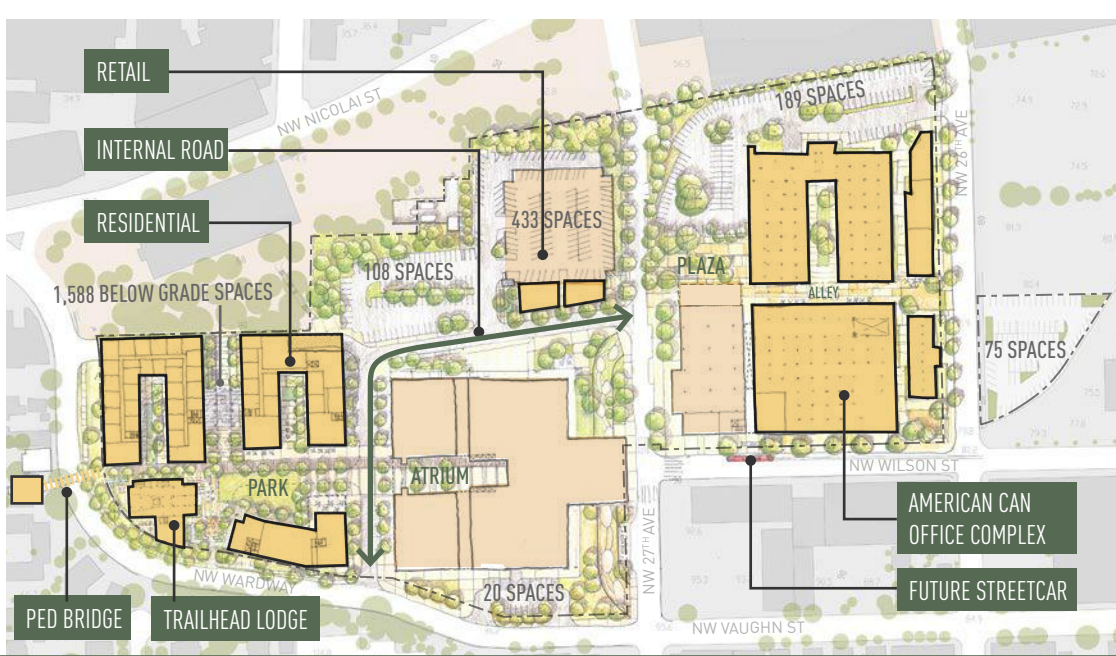 RETAIL
INTERNAL ROAD
RESIDENTIAL
NW NICOLAI ST
189 SPACES
NW 26TH AVE
433 SPACES
108 SPACES
1,588 BELOW GRADE SPACES
PLAZA
ALLEY
75 SPACES
PARK
ATRIUM
NW WILSON ST
AMERICAN CAN
OFFICE COMPLEX
NW 27TH AVE
NW WARDWAY
20 SPACES
FUTURE STREETCAR
PED BRIDGE
TRAILHEAD LODGE
NW VAUGHN ST